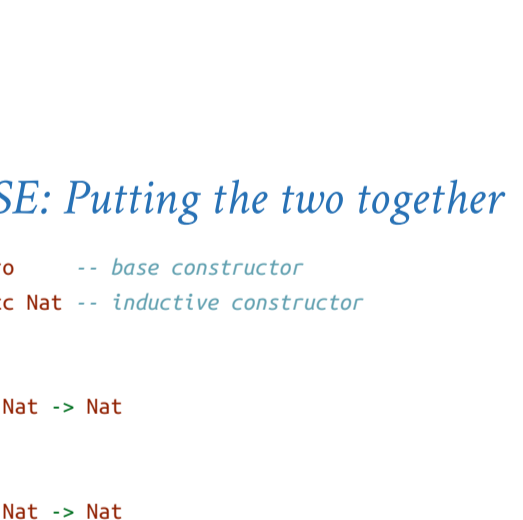 SE: Putting the two together
o -- base constructor
c Nat -- inductive constructor
Nat -> Nat
Nat -> Nat